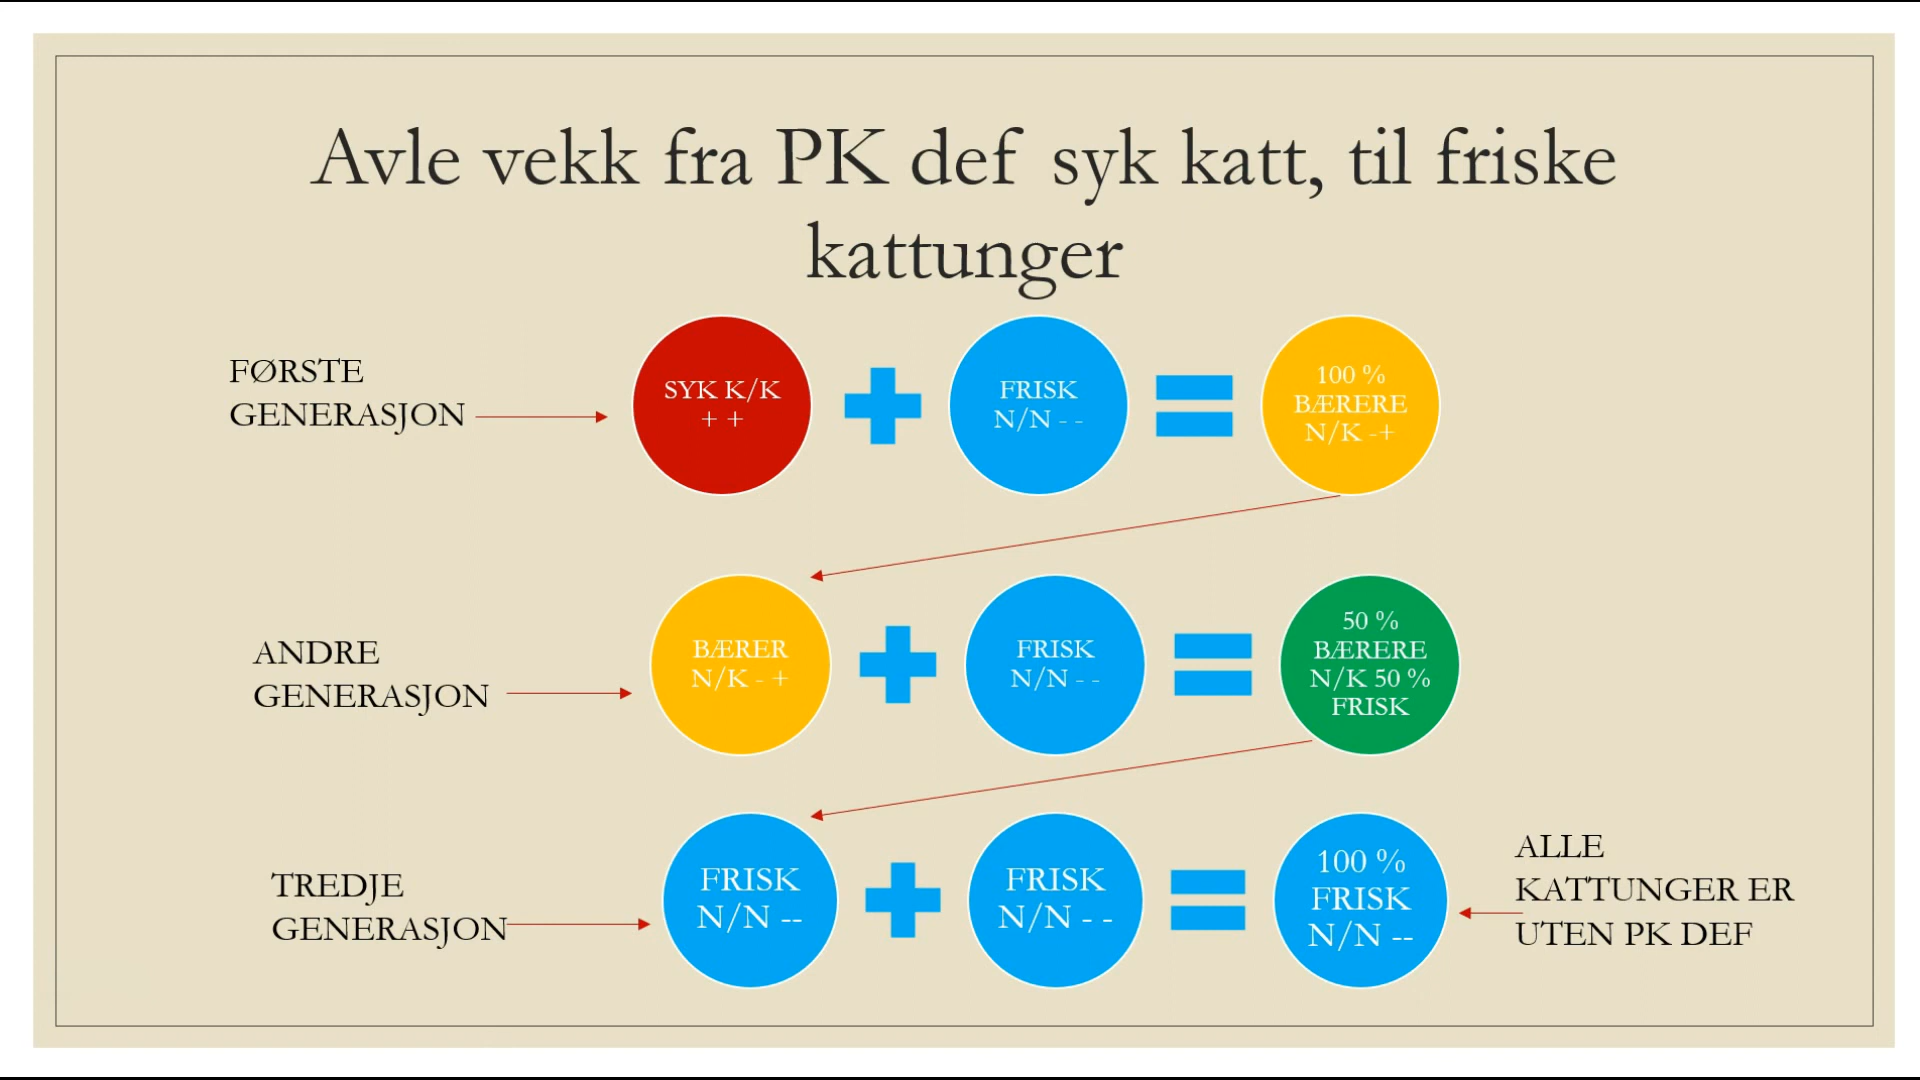 Avle vekk fra PK def syk katt, til friske
kattunger
FØRSTE
GENERASJON
SYK K/K
+ +
FRISK
N/N - -
100 %
BÆRERE
N/K -+
ANDRE
GENERASJON
BÆRER
N/K - +
FRISK
N/N - -
50 %
BÆRERE
N/K 50 %
FRISK
TREDJE
GENERASJON
FRISK
N/N --
FRISK
N/N - -
100 %
FRISK
N/N --
ALLE
KATTUNGER ER
UTEN PK DEF